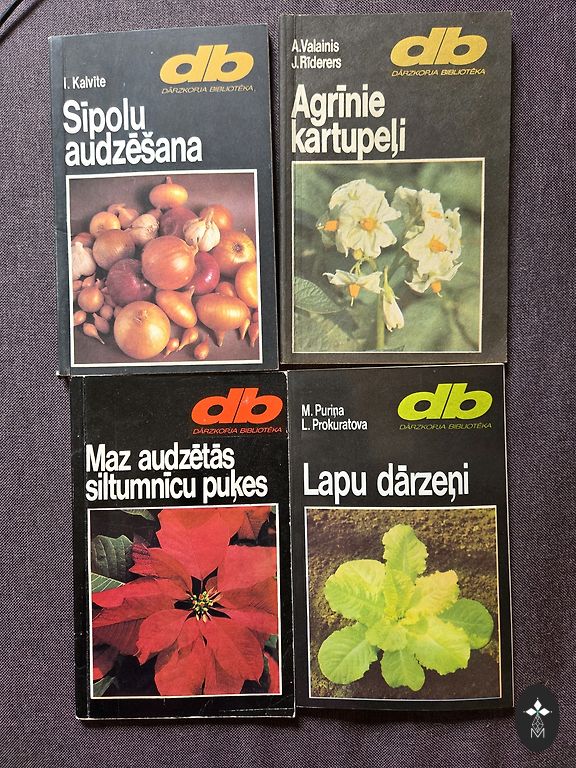 I. Kalvīte
db
DĀRZKOPJA BIBLIOTĒKA
Sīpolu
audzēšana
A. Valainis
J. Rīderers
db
DĀRZKOPJA BIBLIOTĒKA
Agrīnie
kartupeļi
db
DĀRZKOPJA BIBLIOTĒKA
Maz audzētās
siltumnīcu puķes
M. Puriņa
L. Prokuratova
db
DĀRZKOPJA BIBLIOTĒKA
Lapu dārzeņi
M